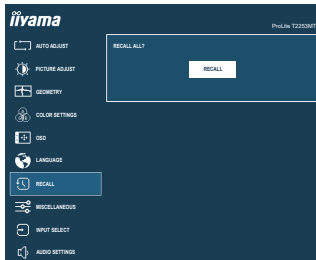 iiyama
ProLite T2253MT
AUTO ADJUST
RECALL ALL?
PICTURE ADJUST
RECALL
GEOMETRY
COLOR SETTINGS
OSD
LANGUAGE
RECALL
MISCELLANEOUS
INPUT SELECT
AUDIO SETTINGS